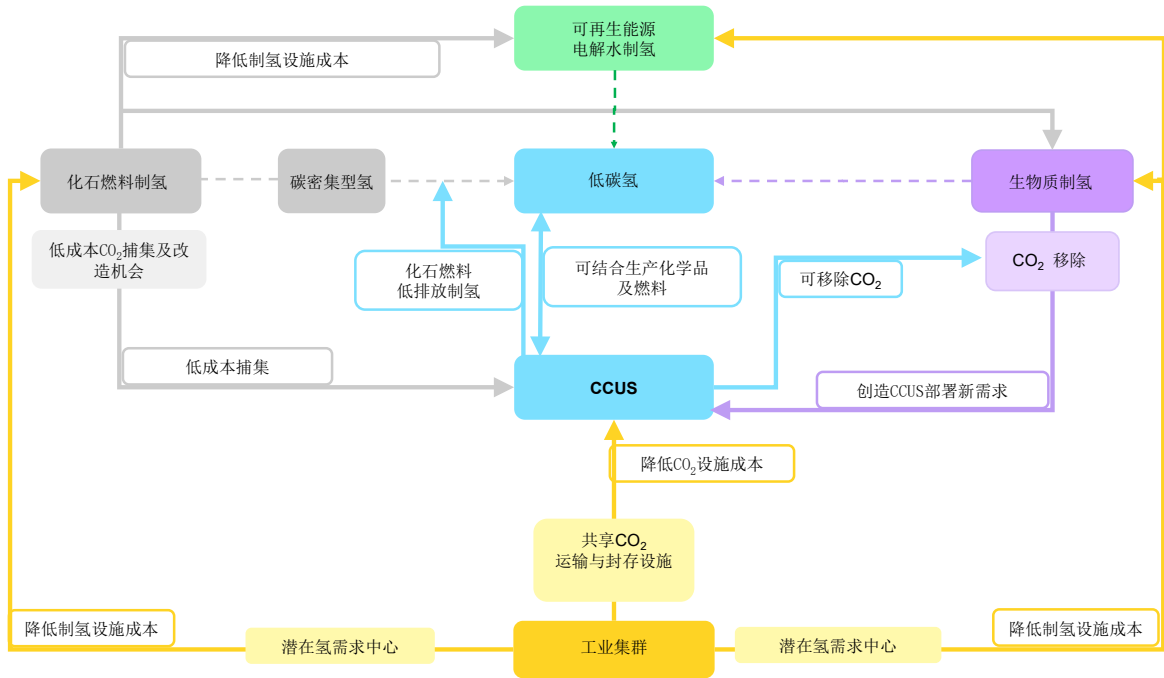 可再生能源
电解水制氢
降低制氢设施成本
化石燃料制氢
碳密集型氢
低碳氢
生物质制氢
低成本CO₂捕集及改
造机会
化石燃料
低排放制氢
可结合生产化学品
及燃料
可移除CO₂
CO₂ 移除
低成本捕集
CCUS
创造CCUS部署新需求
降低CO₂设施成本
共享CO₂
运输与封存设施
降低制氢设施成本
潜在氢需求中心
工业集群
潜在氢需求中心
降低制氢设施成本